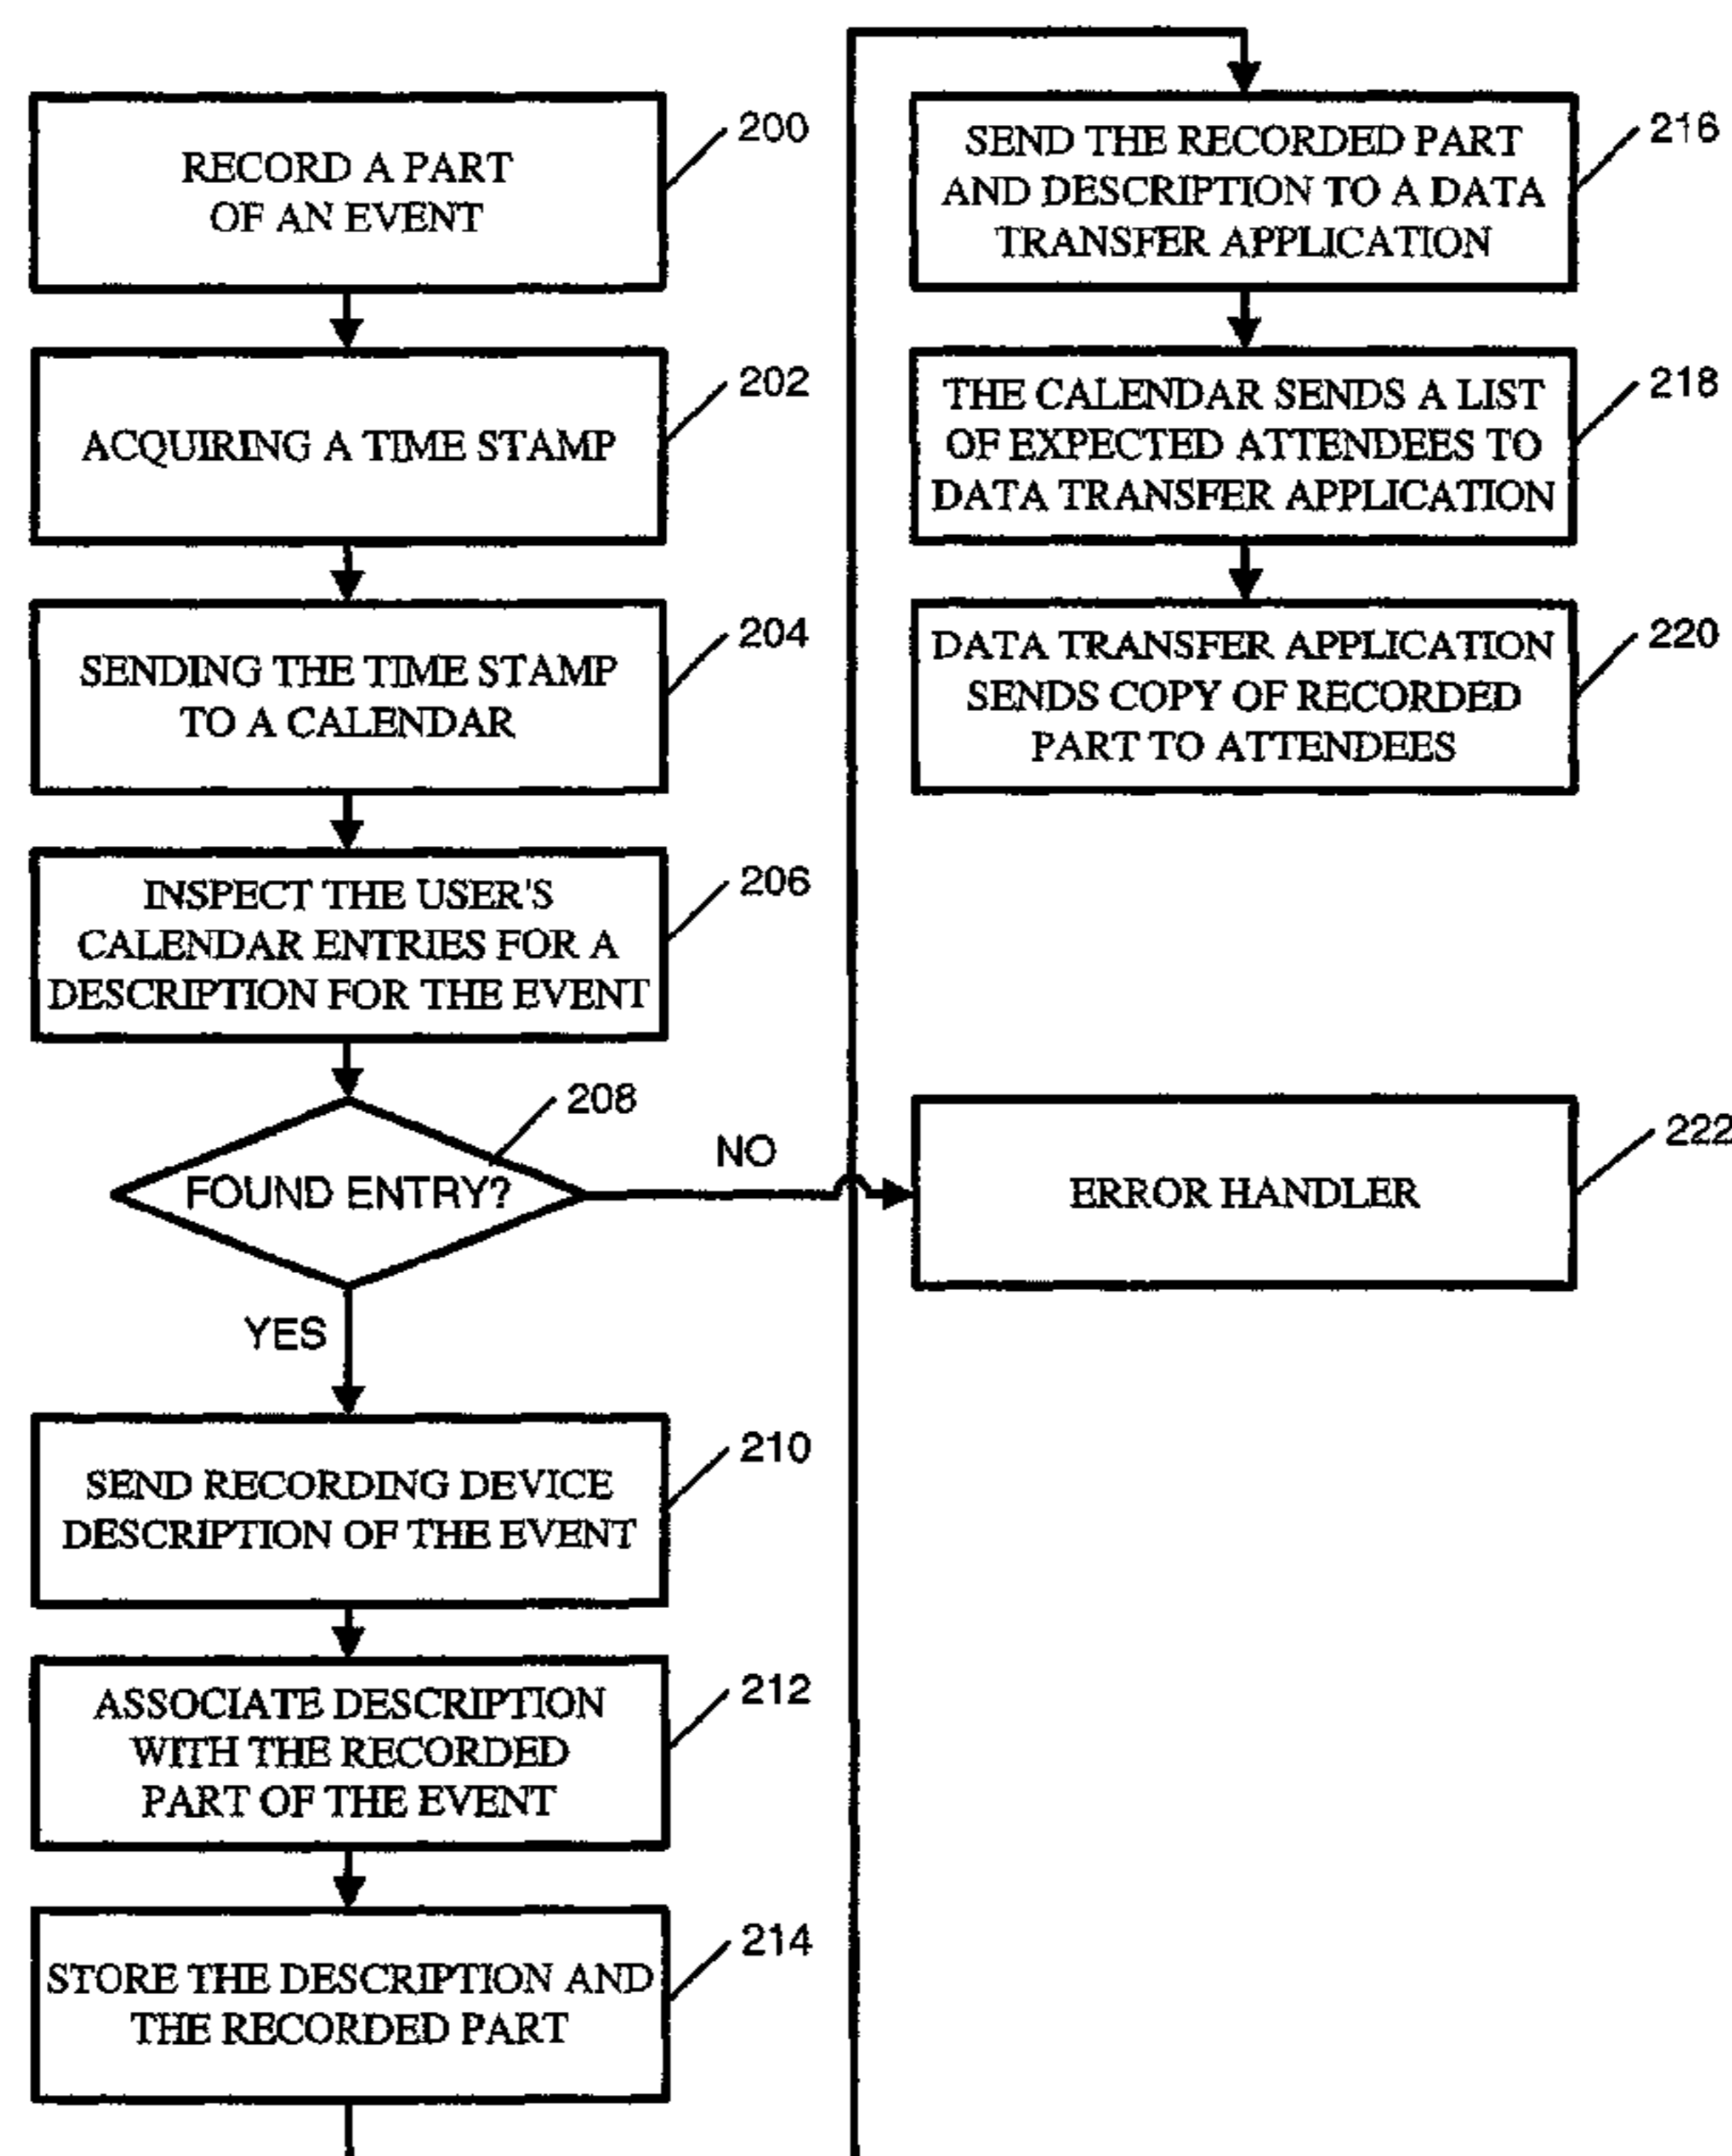 RECORD A PART
OF AN EVENT
200
ACQUIRING A TIME STAMP
202
SENDING THE TIME STAMP
TO A CALENDAR
204
INSPECT THE USER'S
CALENDAR ENTRIES FOR A
DESCRIPTION FOR THE EVENT
206
FOUND ENTRY?
208
NO
YES
SEND RECORDING DEVICE
DESCRIPTION OF THE EVENT
210
ASSOCIATE DESCRIPTION
WITH THE RECORDED
PART OF THE EVENT
212
STORE THE DESCRIPTION AND
THE RECORDED PART
214
SEND THE RECORDED PART
AND DESCRIPTION TO A DATA
TRANSFER APPLICATION
216
THE CALENDAR SENDS A LIST
OF EXPECTED ATTENDEES TO
DATA TRANSFER APPLICATION
218
DATA TRANSFER APPLICATION
SENDS COPY OF RECORDED
PART TO ATTENDEES
220
ERROR HANDLER
222